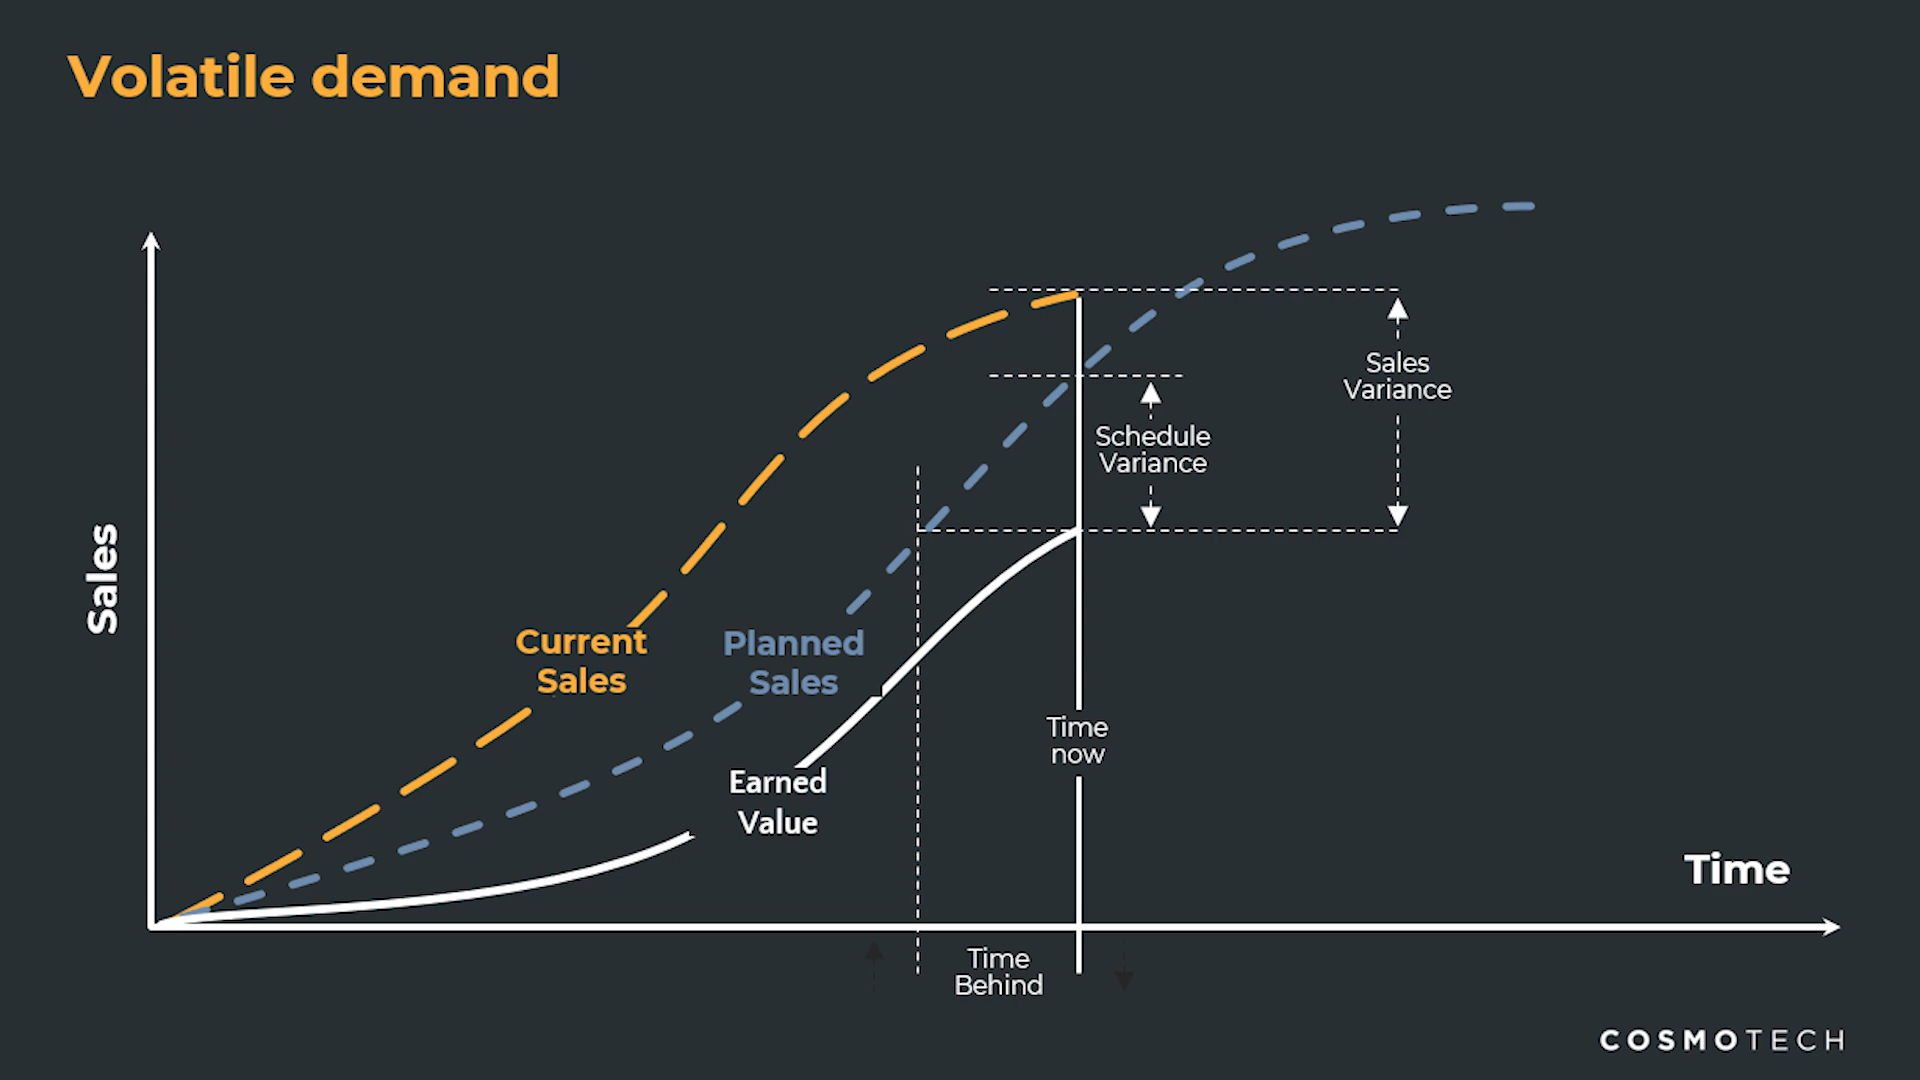 Volatile demand
Sales
Variance
Schedule
Variance
Sales
Current
Sales
Planned
Sales
Time
now
Earned
Value
Time
Time
Behind
COSMOTECH